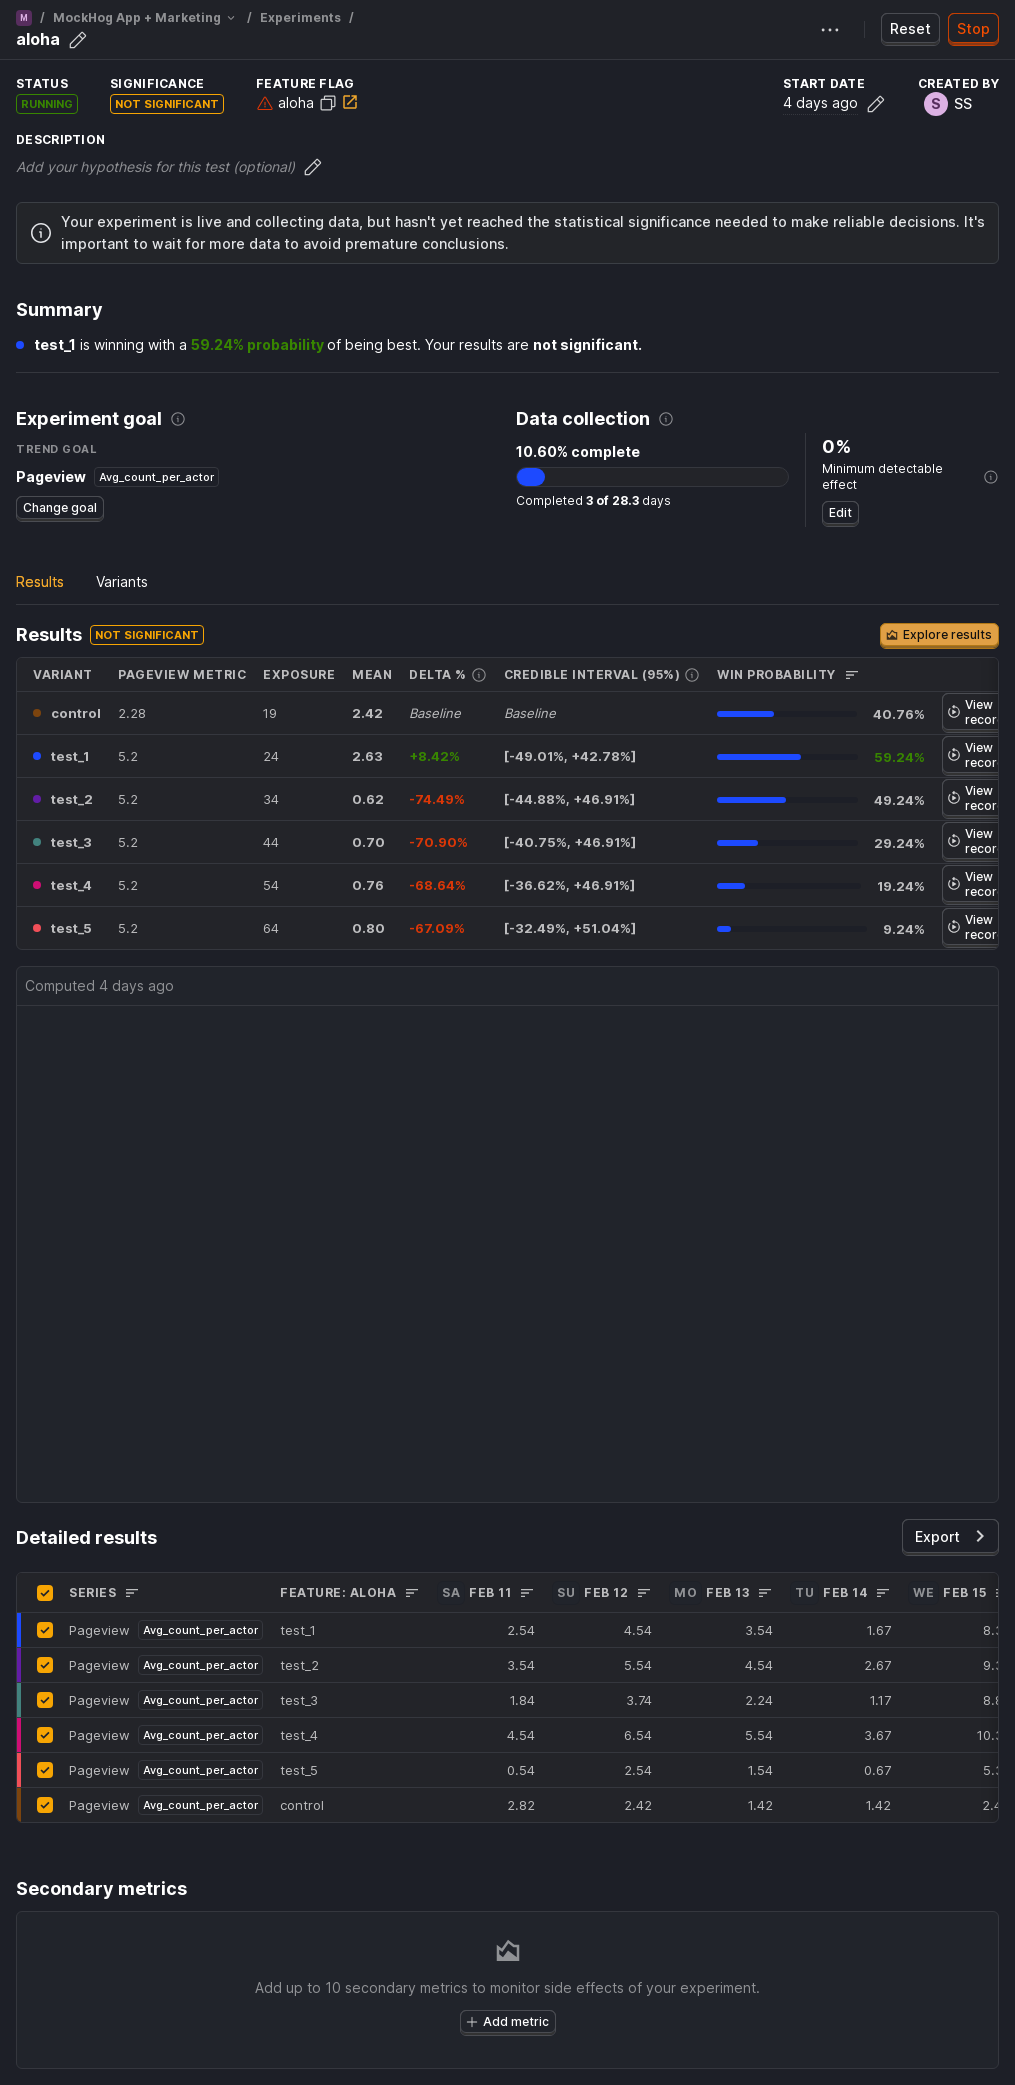 M / MockHog App + Marketing / Experiments /
aloha
Reset
Stop
STATUS
RUNNING
SIGNIFICANCE
NOT SIGNIFICANT
FEATURE FLAG
aloha
START DATE
4 days ago
CREATED BY
S SS
DESCRIPTION
Add your hypothesis for this test (optional)
Your experiment is live and collecting data, but hasn't yet reached the statistical significance needed to make reliable decisions. It's
important to wait for more data to avoid premature conclusions.
Summary
test_1 is winning with a 59.24% probability of being best. Your results are not significant.
Experiment goal
TREND GOAL
Pageview Avg_count_per_actor
Change goal
Data collection
10.60% complete
Completed 3 of 28.3 days
0%
Minimum detectable
effect
Edit
Results Variants
Results NOT SIGNIFICANT
Explore results
VARIANT PAGEVIEW METRIC EXPOSURE MEAN DELTA % CREDIBLE INTERVAL (95%) WIN PROBABILITY
control 2.28 19 2.42 Baseline Baseline 40.76% View
recor
test_1 5.2 24 2.63 +8.42% [-49.01%, +42.78%] 59.24% View
recor
test_2 5.2 34 0.62 -74.49% [-44.88%, +46.91%] 49.24% View
recor
test_3 5.2 44 0.70 -70.90% [-40.75%, +46.91%] 29.24% View
recor
test_4 5.2 54 0.76 -68.64% [-36.62%, +46.91%] 19.24% View
recor
test_5 5.2 64 0.80 -67.09% [-32.49%, +51.04%] 9.24% View
recor
Computed 4 days ago
Detailed results
Export
SERIES FEATURE: ALOHA SA FEB 11 SU FEB 12 MO FEB 13 TU FEB 14 WE FEB 15
Pageview Avg_count_per_actor test_1 2.54 4.54 3.54 1.67 8.3
Pageview Avg_count_per_actor test_2 3.54 5.54 4.54 2.67 9.3
Pageview Avg_count_per_actor test_3 1.84 3.74 2.24 1.17 8.8
Pageview Avg_count_per_actor test_4 4.54 6.54 5.54 3.67 10.3
Pageview Avg_count_per_actor test_5 0.54 2.54 1.54 0.67 5.3
Pageview Avg_count_per_actor control 2.82 2.42 1.42 1.42 2.4
Secondary metrics
Add up to 10 secondary metrics to monitor side effects of your experiment.
Add metric